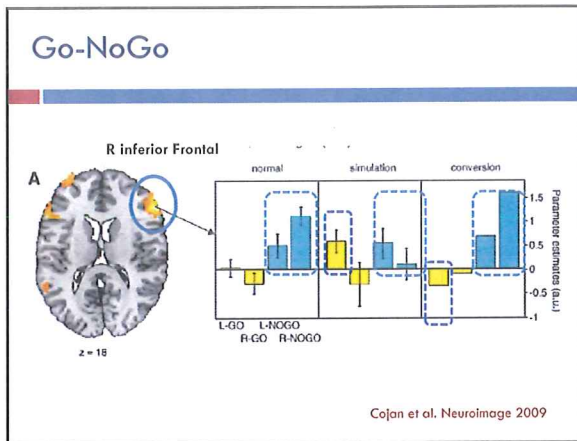 Go-NoGo
R inferior Frontal
A
normal simulation conversion
1.5
1
0.5
0
0
-0.5
-1
Parameter estimates (a.u.)
L-GO L-NOGO
R-GO R-NOGO
z = 18
Cojan et al. Neuroimage 2009